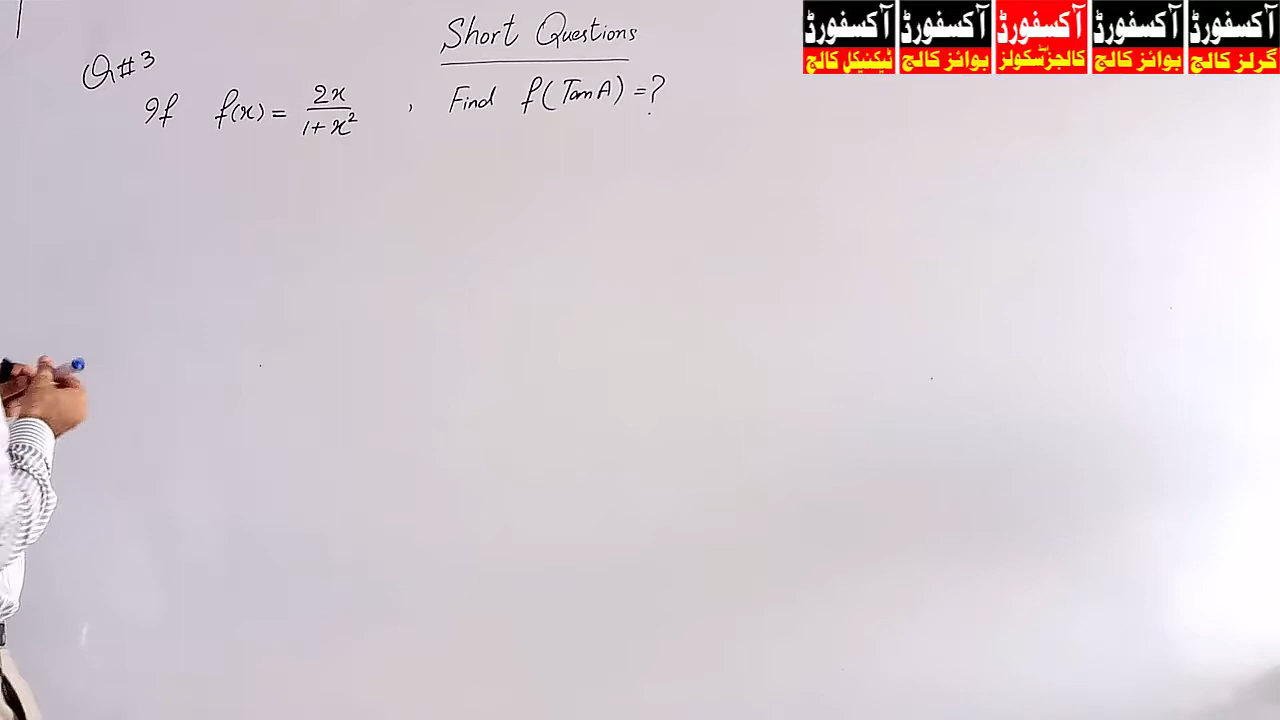 Short Questions
Q#3
If f(x) = 2x / 1+x² , Find f(TanA) = ?
آکسفورڈ آکسفورڈ آکسفورڈ آکسفورڈ آکسفورڈ
ٹیکنیکل کالج بوائز کالج کالجز اینڈ سکولز بوائز کالج گرلز کالج